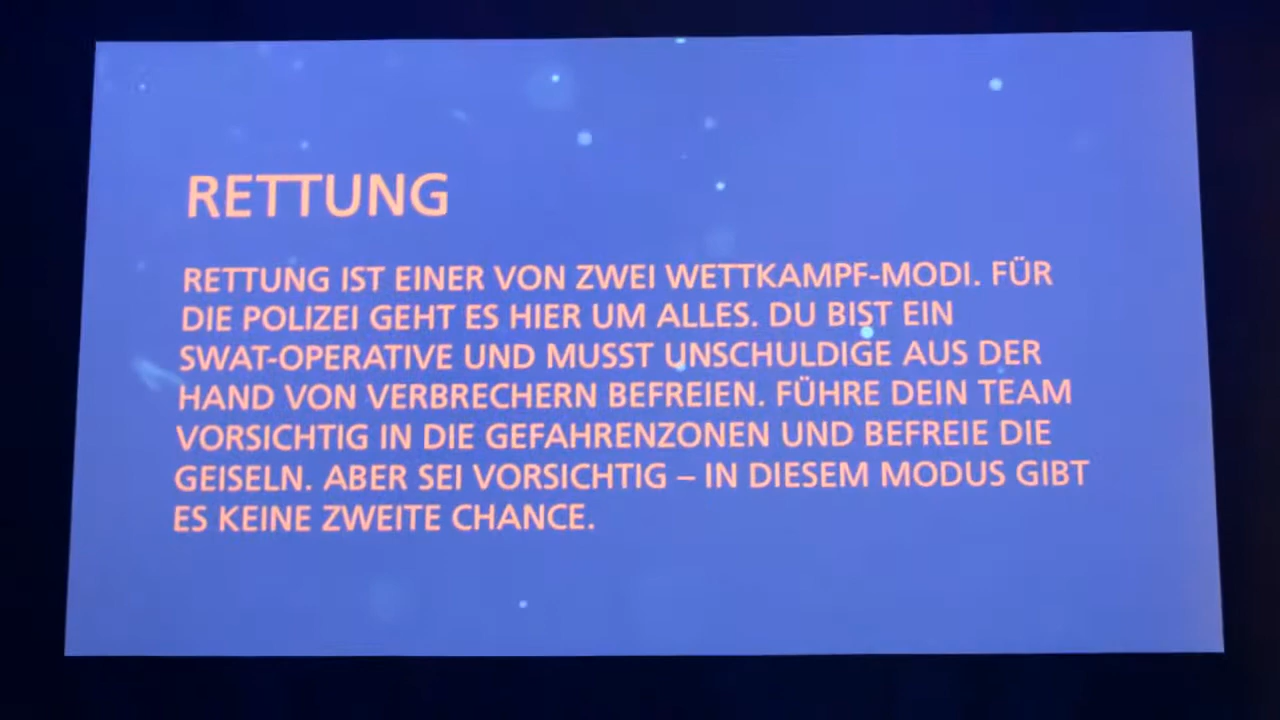 RETTUNG
RETTUNG IST EINER VON ZWEI WETTKAMPF-MODI. FÜR
DIE POLIZEI GEHT ES HIER UM ALLES. DU BIST EIN
SWAT-OPERATIVE UND MUSST UNSCHULDIGE AUS DER
HAND VON VERBRECHERN BEFREIEN. FÜHRE DEIN TEAM
VORSICHTIG IN DIE GEFAHRENZONEN UND BEFREIE DIE
GEISELN. ABER SEI VORSICHTIG – IN DIESEM MODUS GIBT
ES KEINE ZWEITE CHANCE.